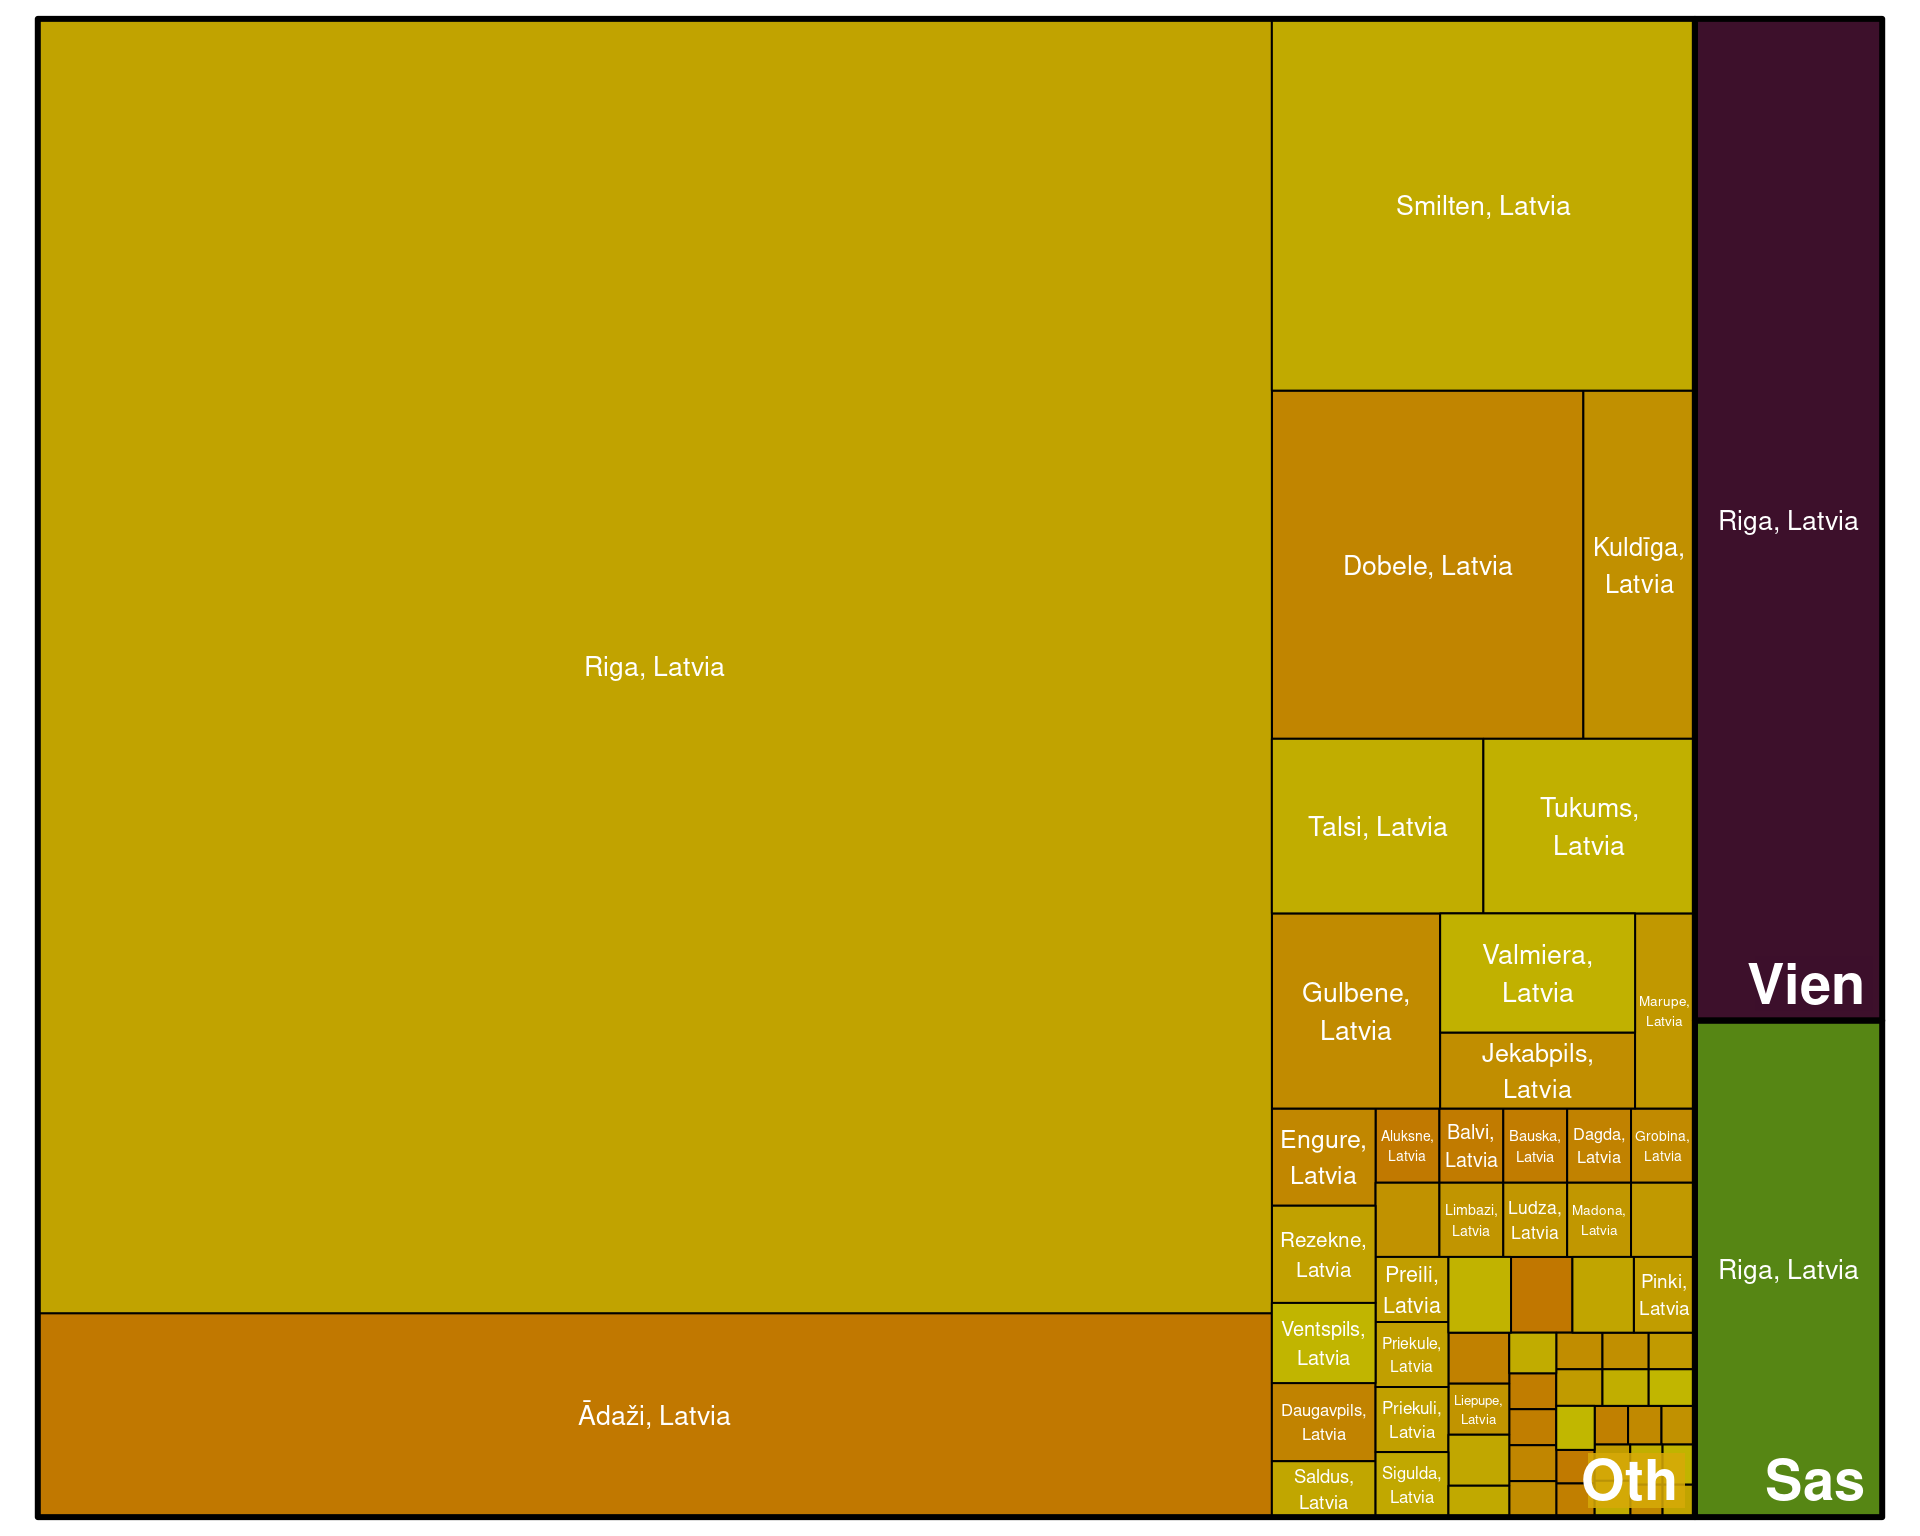 Riga, Latvia
Ādaži, Latvia
Smilten, Latvia
Dobele, Latvia
Kuldīga,
Latvia
Talsi, Latvia
Tukums,
Latvia
Gulbene,
Latvia
Valmiera,
Latvia
Jekabpils,
Latvia
Marupe,
Latvia
Engure,
Latvia
Rezekne,
Latvia
Ventspils,
Latvia
Daugavpils,
Latvia
Saldus,
Latvia
Aluksne,
Latvia
Balvi,
Latvia
Bauska,
Latvia
Dagda,
Latvia
Grobina,
Latvia
Limbazi,
Latvia
Ludza,
Latvia
Madona,
Latvia
Preili,
Latvia
Priekule,
Latvia
Priekuli,
Latvia
Sigulda,
Latvia
Pinki,
Latvia
Liepupe,
Latvia
Oth
Riga, Latvia
Vien
Riga, Latvia
Sas